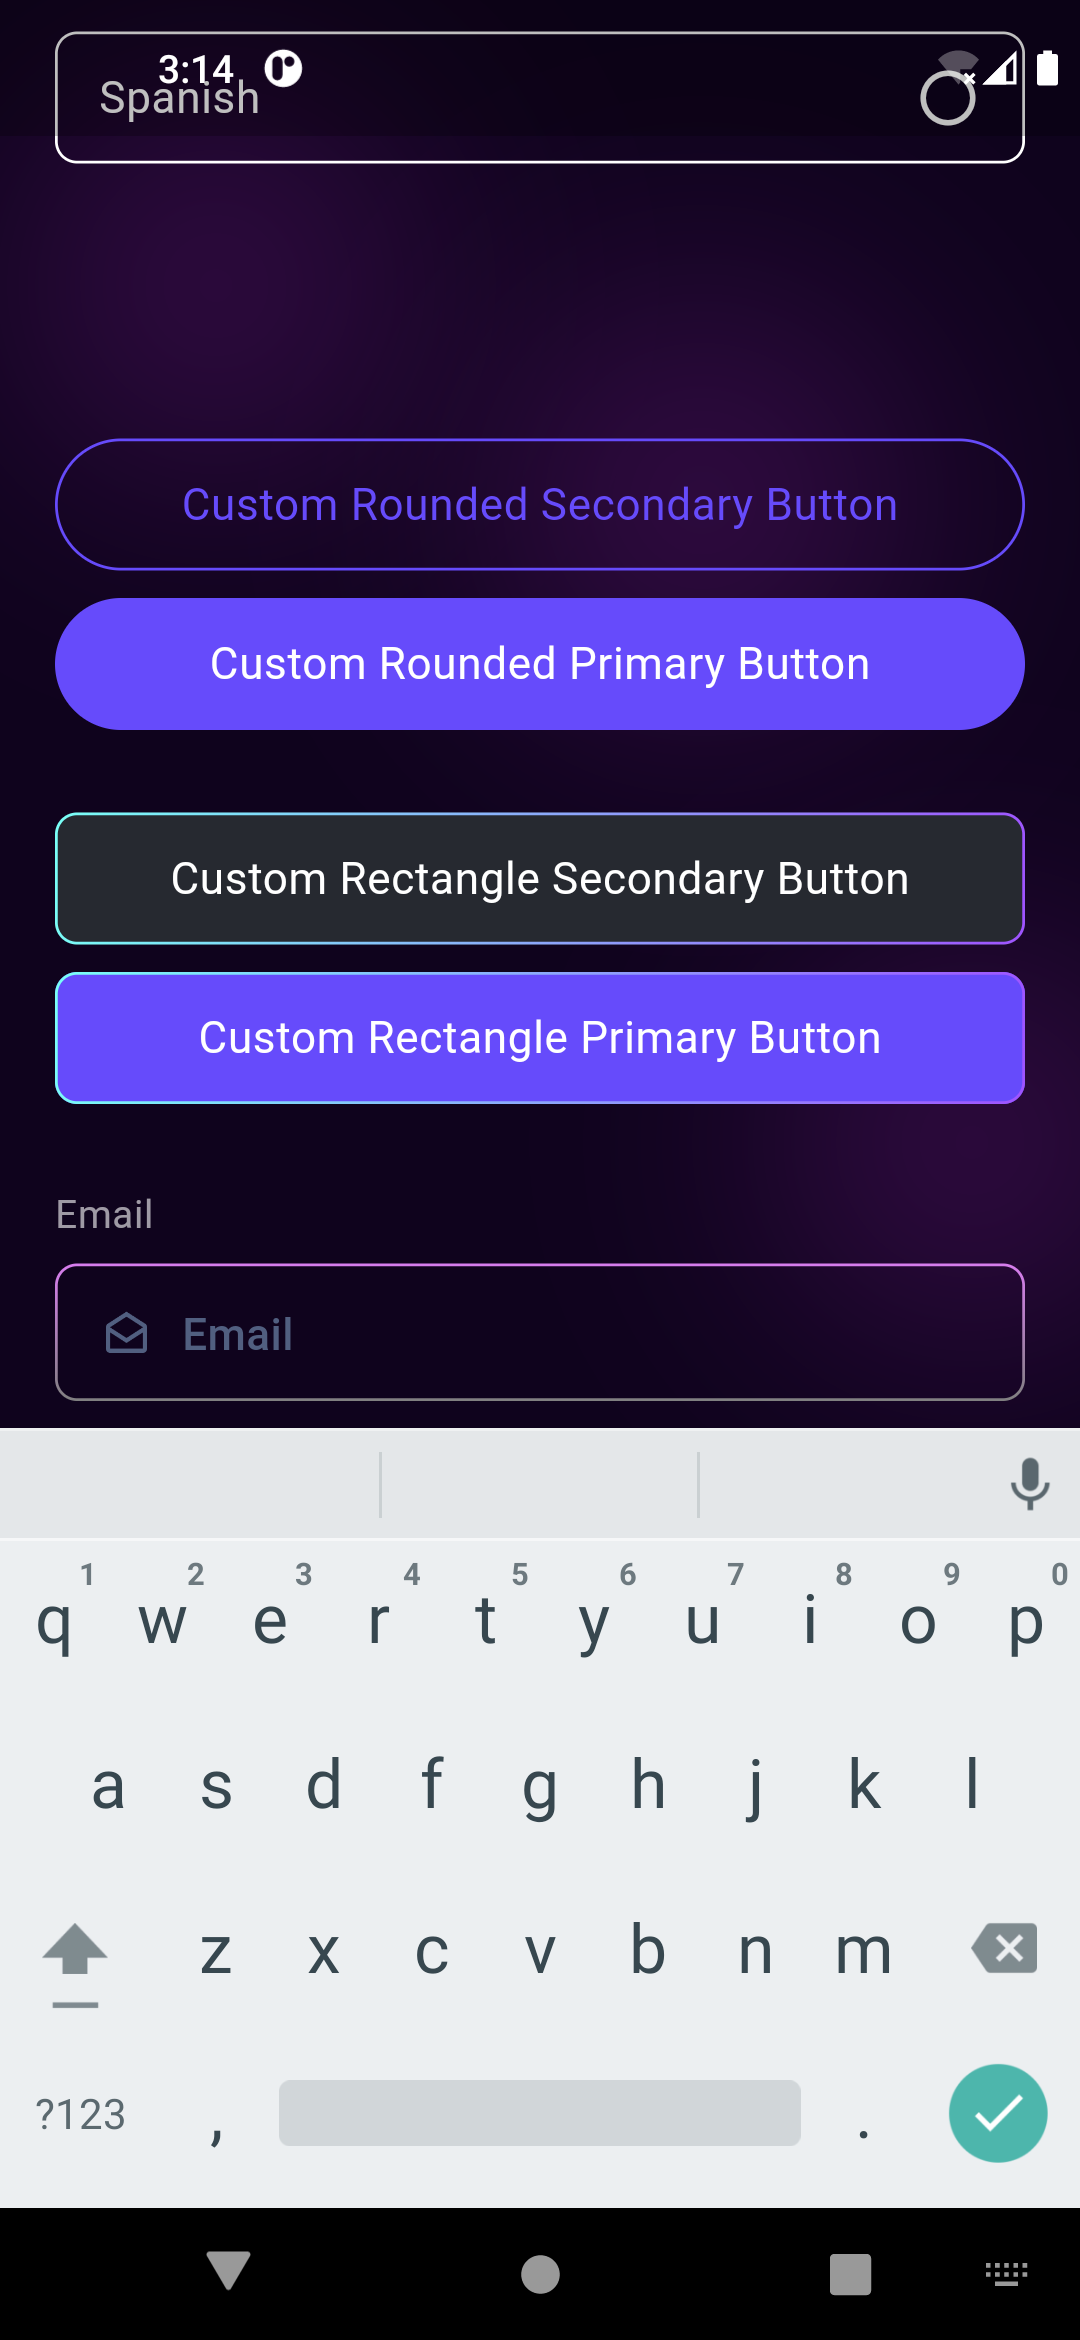 3:14
Spanish
Custom Rounded Secondary Button
Custom Rounded Primary Button
Custom Rectangle Secondary Button
Custom Rectangle Primary Button
Email
Email
1 2 3 4 5 6 7 8 9 0
q w e r t y u i o p
a s d f g h j k l
z x c v b n m
?123 , .